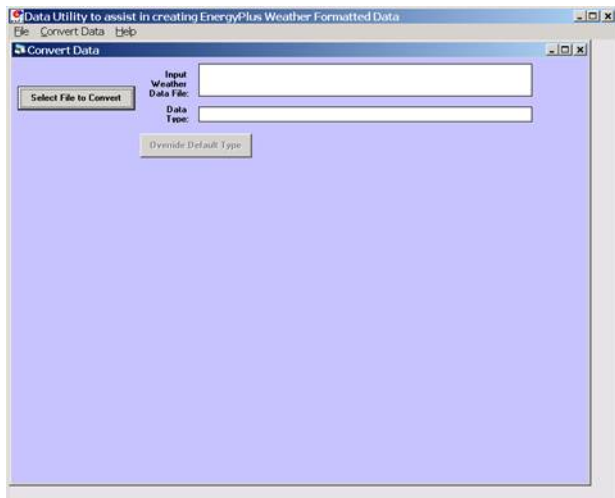 Data Utility to assist in creating EnergyPlus Weather Formatted Data
File Convert Data Help
Convert Data
Select File to Convert
Input
Weather
Data File:
Data
Type:
Override Default Type